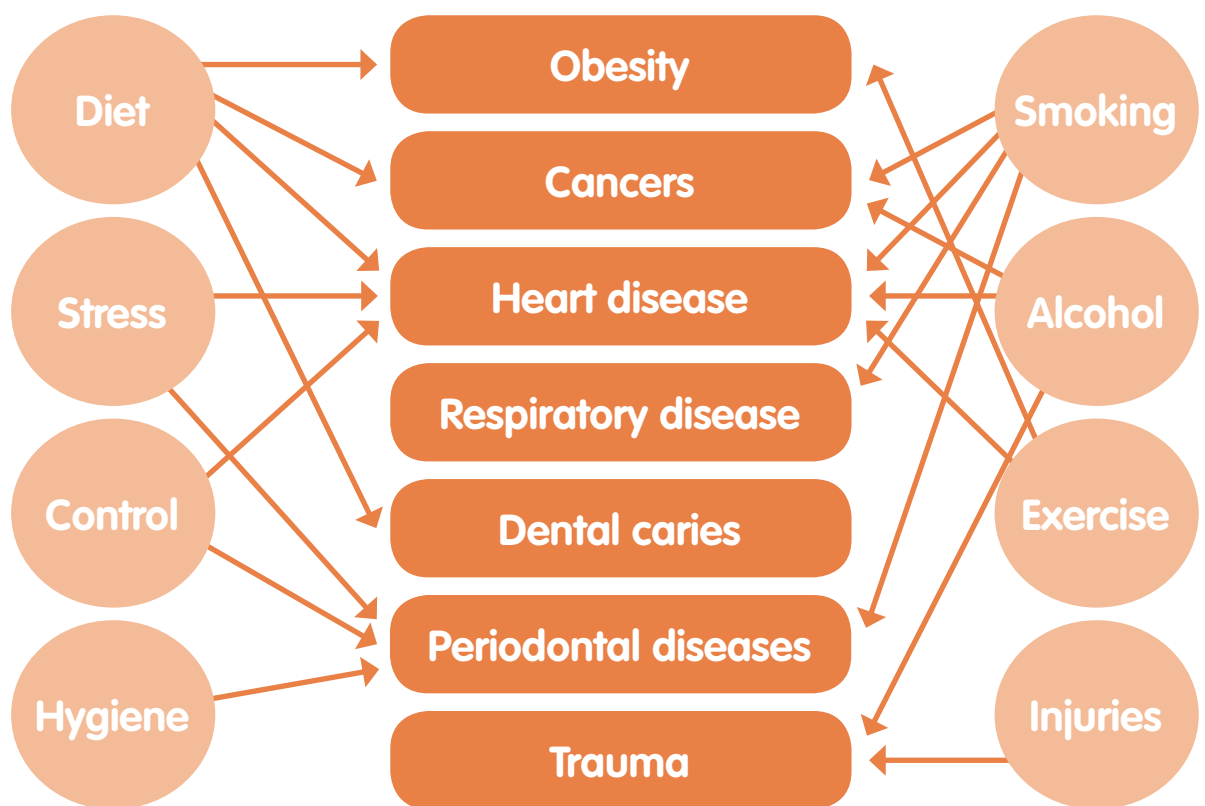 Diet
Stress
Control
Hygiene
Obesity
Cancers
Heart disease
Respiratory disease
Dental caries
Periodontal diseases
Trauma
Smoking
Alcohol
Exercise
Injuries